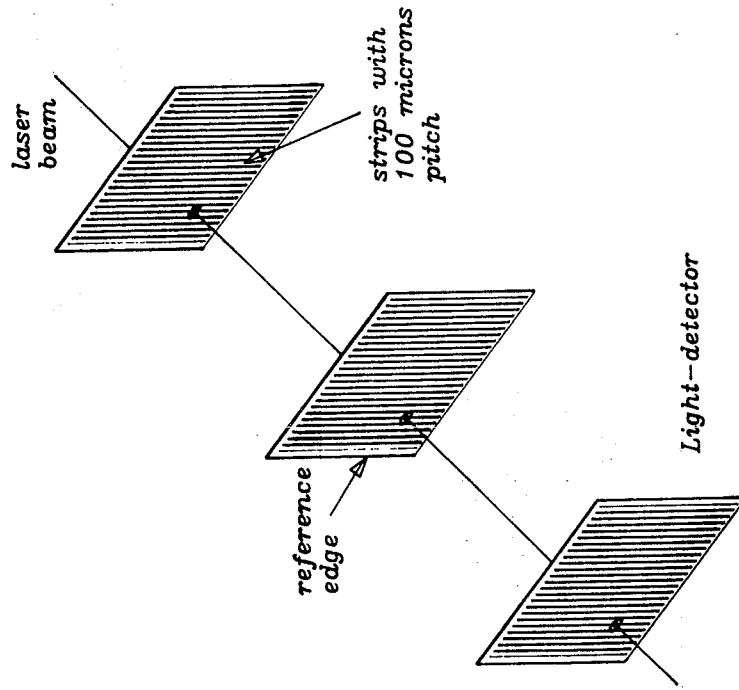 laser
beam
strips with
100 microns
pitch
reference
edge
Light-detector